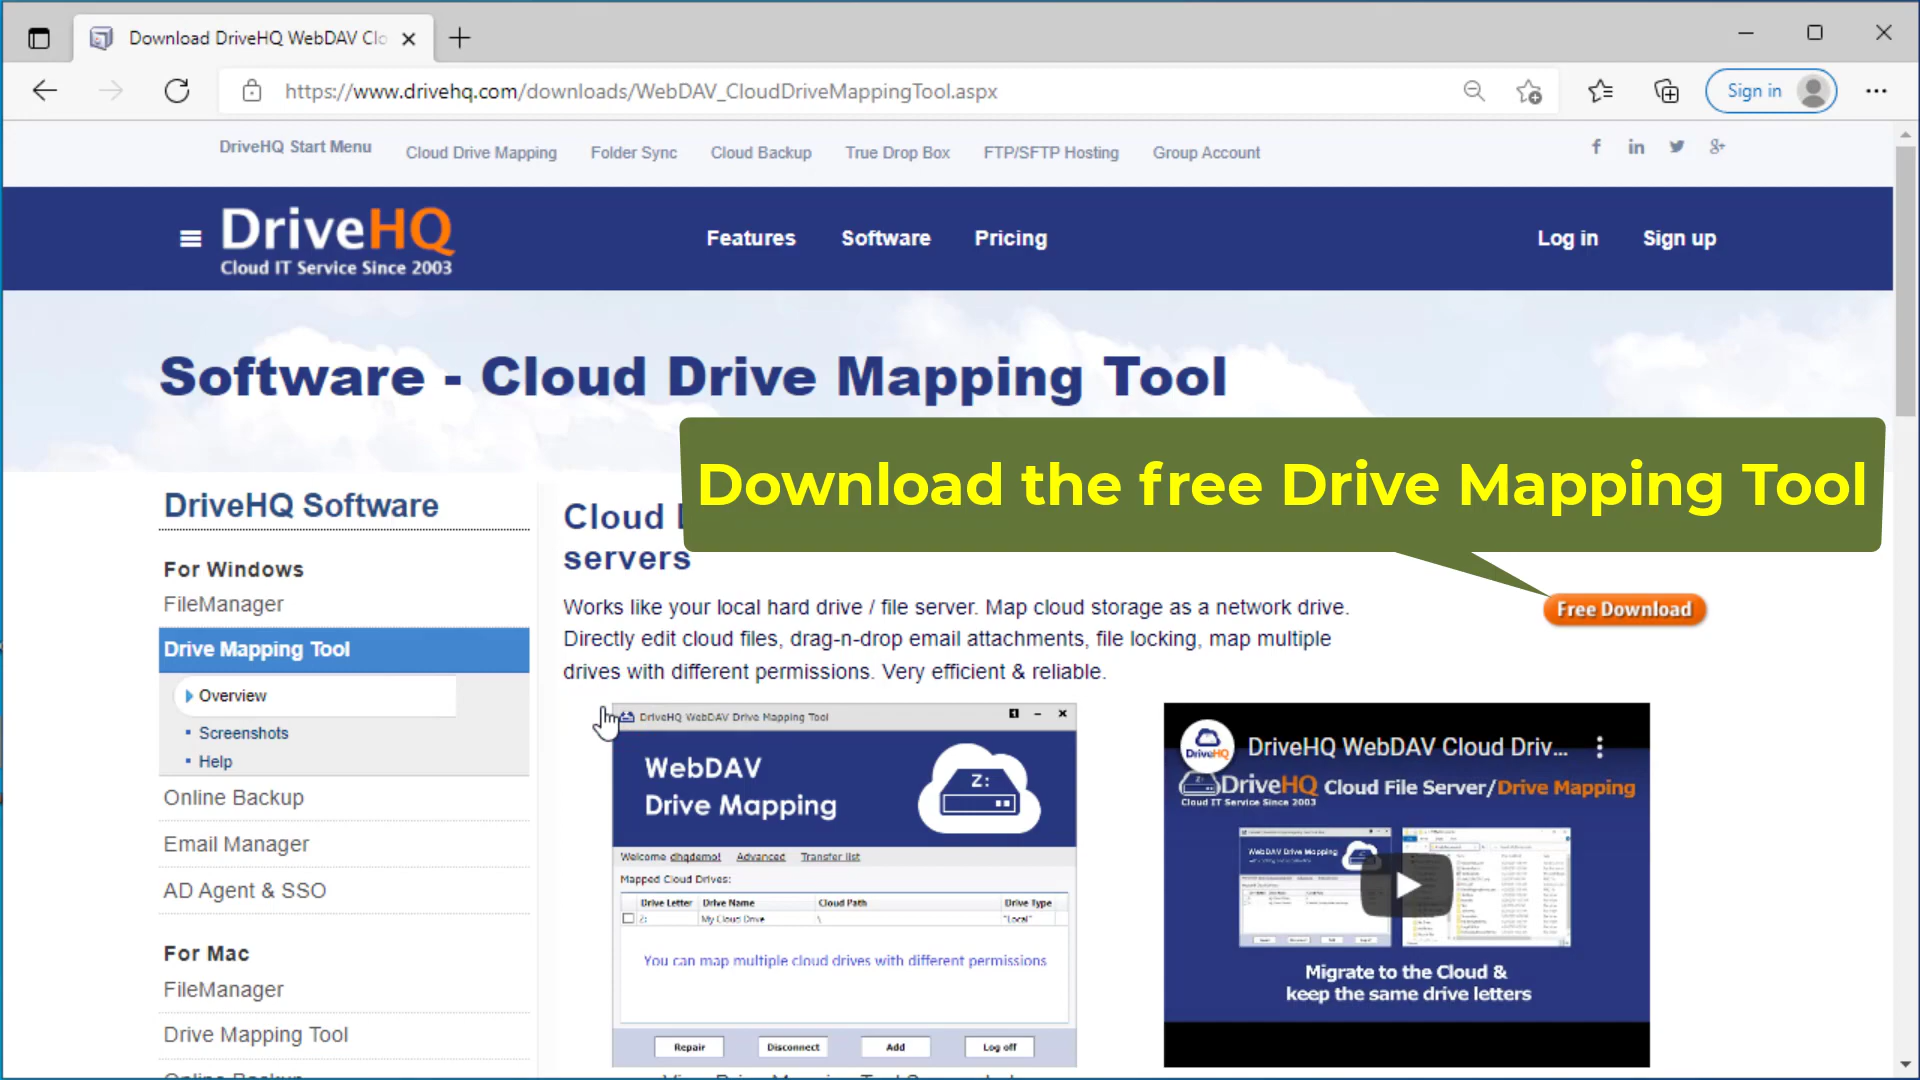 Download DriveHQ WebDAV Clo
https://www.drivehq.com/downloads/WebDAV_CloudDriveMappingTool.aspx
Sign in
DriveHQ Start Menu
Cloud Drive Mapping
Folder Sync
Cloud Backup
True Drop Box
FTP/SFTP Hosting
Group Account
DriveHQ
Cloud IT Service Since 2003
Features
Software
Pricing
Log in
Sign up
Software - Cloud Drive Mapping Tool
Download the free Drive Mapping Tool
DriveHQ Software
For Windows
FileManager
Drive Mapping Tool
Overview
Screenshots
Help
Online Backup
Email Manager
AD Agent & SSO
For Mac
FileManager
Drive Mapping Tool
Cloud
servers
Works like your local hard drive / file server. Map cloud storage as a network drive.
Directly edit cloud files, drag-n-drop email attachments, file locking, map multiple
drives with different permissions. Very efficient & reliable.
Free Download
DriveHQ WebDAV Drive Mapping Tool
WebDAV
Drive Mapping
Z:
Welcome dhqdemo!
Advanced
Transfer list
Mapped Cloud Drives:
Drive Letter
Drive Name
Cloud Path
Drive Type
Z:
My Cloud Drive
\
"Local"
You can map multiple cloud drives with different permissions
Repair
Disconnect
Add
Log off
DriveHQ
DriveHQ WebDAV Cloud Driv...
Z:
DriveHQ Cloud File Server/Drive Mapping
Cloud IT Service Since 2003
WebDAV Drive Mapping
Migrate to the Cloud &
keep the same drive letters